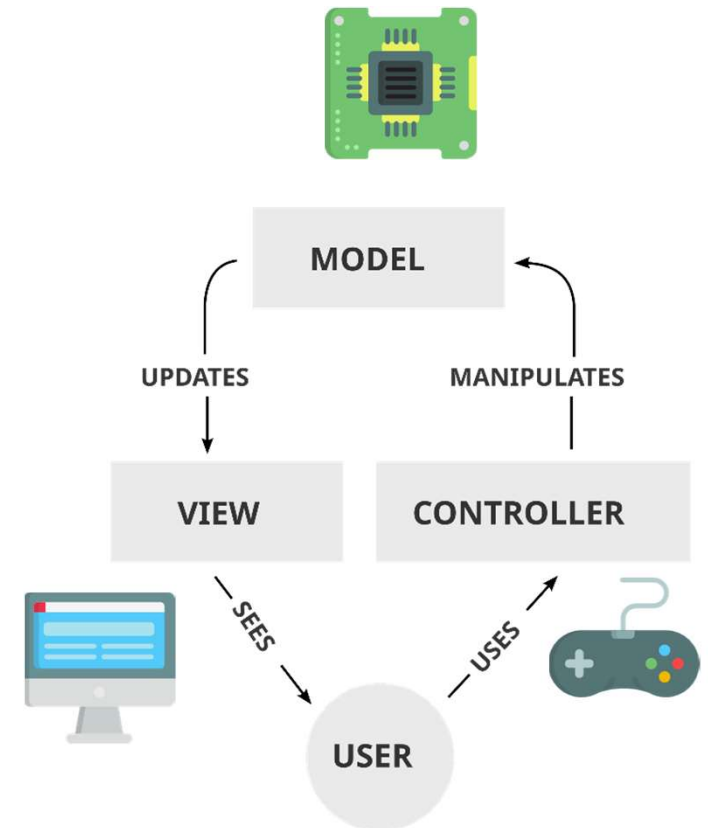 MODEL
UPDATES
MANIPULATES
VIEW
CONTROLLER
SEES
USES
USER